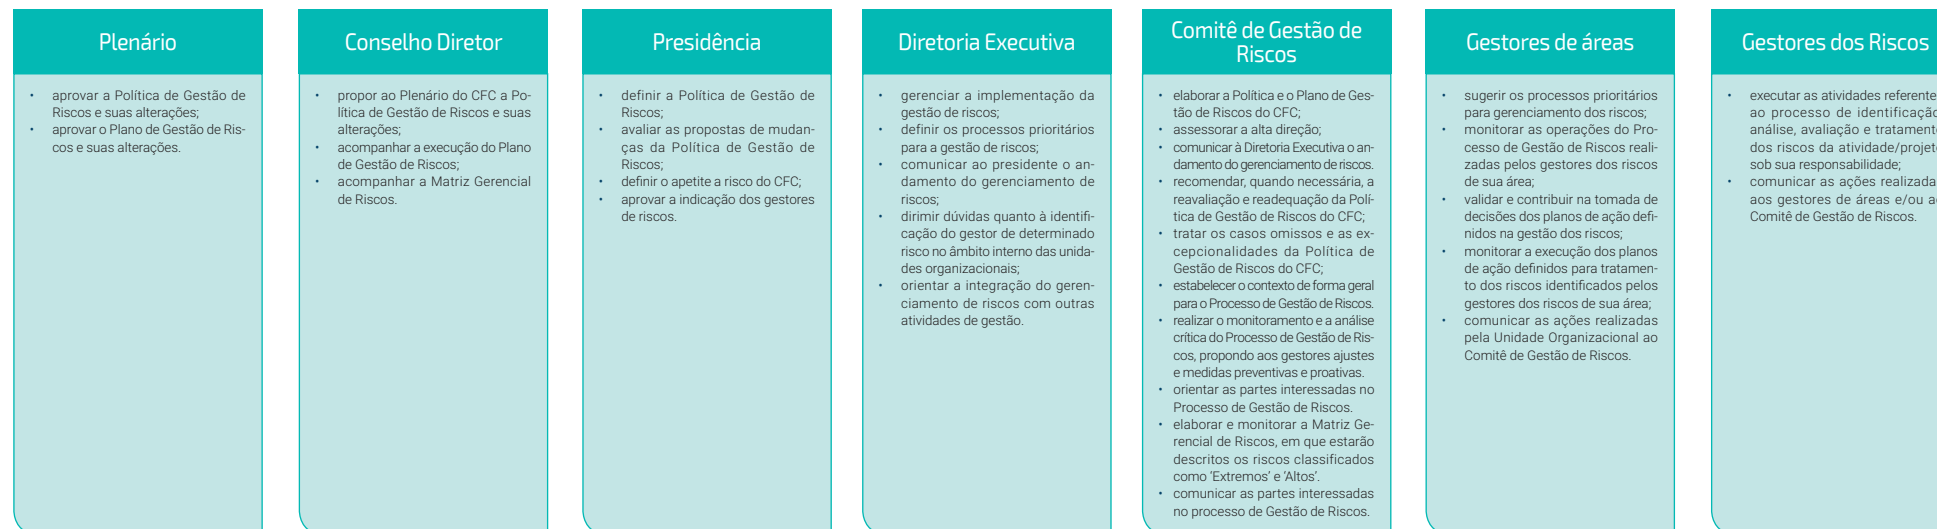 Plenário
• aprovar a Política de Gestão de
Riscos e suas alterações;
• aprovar o Plano de Gestão de Ris-
cos e suas alterações.
Conselho Diretor
• propor ao Plenário do CFC a Po-
lítica de Gestão de Riscos e suas
alterações;
• acompanhar a execução do Plano
de Gestão de Riscos;
• acompanhar a Matriz Gerencial
de Riscos.
Presidência
• definir a Política de Gestão de
Riscos;
• avaliar as propostas de mudan-
ças da Política de Gestão de
Riscos;
• definir o apetite a risco do CFC;
• aprovar a indicação dos gestores
de riscos.
Diretoria Executiva
• gerenciar a implementação da
gestão de riscos;
• definir os processos prioritários
para a gestão de riscos;
• comunicar ao presidente o an-
damento do gerenciamento de
riscos;
• dirimir dúvidas quanto à identifi-
cação do gestor de determinado
risco no âmbito interno das unida-
des organizacionais;
• orientar a integração do geren-
ciamento de riscos com outras
atividades de gestão.
Comitê de Gestão de
Riscos
• elaborar a Política e o Plano de Ges-
tão de Riscos do CFC;
• assessorar a alta direção;
• comunicar à Diretoria Executiva o an-
damento do gerenciamento de riscos.
• recomendar, quando necessária, a
reavaliação e readequação da Polí-
tica de Gestão de Riscos do CFC;
• tratar os casos omissos e as ex-
cepcionalidades da Política de
Gestão de Riscos do CFC;
• estabelecer o contexto de forma geral
para o Processo de Gestão de Riscos.
• realizar o monitoramento e a análise
crítica do Processo de Gestão de Ris-
cos, propondo aos gestores ajustes
e medidas preventivas e proativas.
• orientar as partes interessadas no
Processo de Gestão de Riscos.
• elaborar e monitorar a Matriz Ge-
rencial de Riscos, em que estarão
descritos os riscos classificados
como ‘Extremos’ e ‘Altos’.
• comunicar as partes interessadas
no processo de Gestão de Riscos.
Gestores de áreas
• sugerir os processos prioritários
para gerenciamento dos riscos;
• monitorar as operações do Pro-
cesso de Gestão de Riscos reali-
zadas pelos gestores dos riscos
de sua área;
• validar e contribuir na tomada de
decisões dos planos de ação defi-
nidos na gestão dos riscos;
• monitorar a execução dos planos
de ação definidos para tratamen-
to dos riscos identificados pelos
gestores dos riscos de sua área;
• comunicar as ações realizadas
pela Unidade Organizacional ao
Comitê de Gestão de Riscos.
Gestores dos Riscos
• executar as atividades referente
ao processo de identificação
análise, avaliação e tratament
dos riscos da atividade/projet
sob sua responsabilidade;
• comunicar as ações realizada
aos gestores de áreas e/ou a
Comitê de Gestão de Riscos.